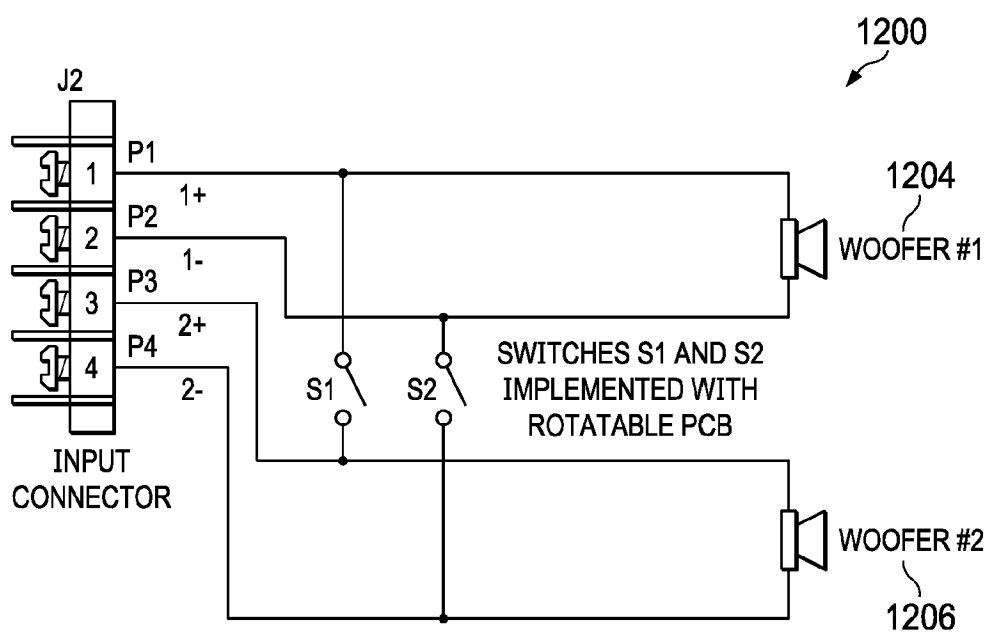 1200
J2
P1
1
1+
1204
P2
2
WOOFER #1
1-
P3
3
2+
P4
SWITCHES S1 AND S2
IMPLEMENTED WITH
ROTATABLE PCB
4
2-
S1
S2
INPUT
CONNECTOR
WOOFER #2
1206